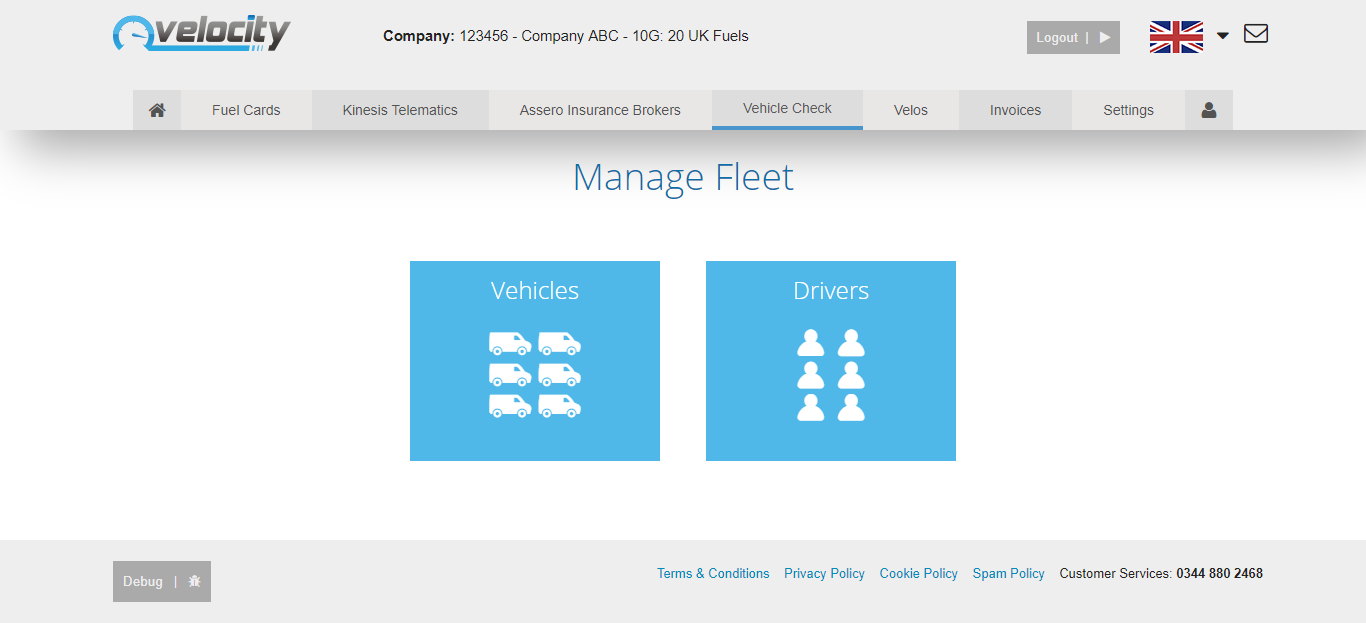 velocity
Company: 123456 - Company ABC - 10G: 20 UK Fuels
Logout |
Fuel Cards
Kinesis Telematics
Assero Insurance Brokers
Vehicle Check
Velos
Invoices
Settings
Manage Fleet
Vehicles
Drivers
Debug |
Terms & Conditions
Privacy Policy
Cookie Policy
Spam Policy
Customer Services: 0344 880 2468